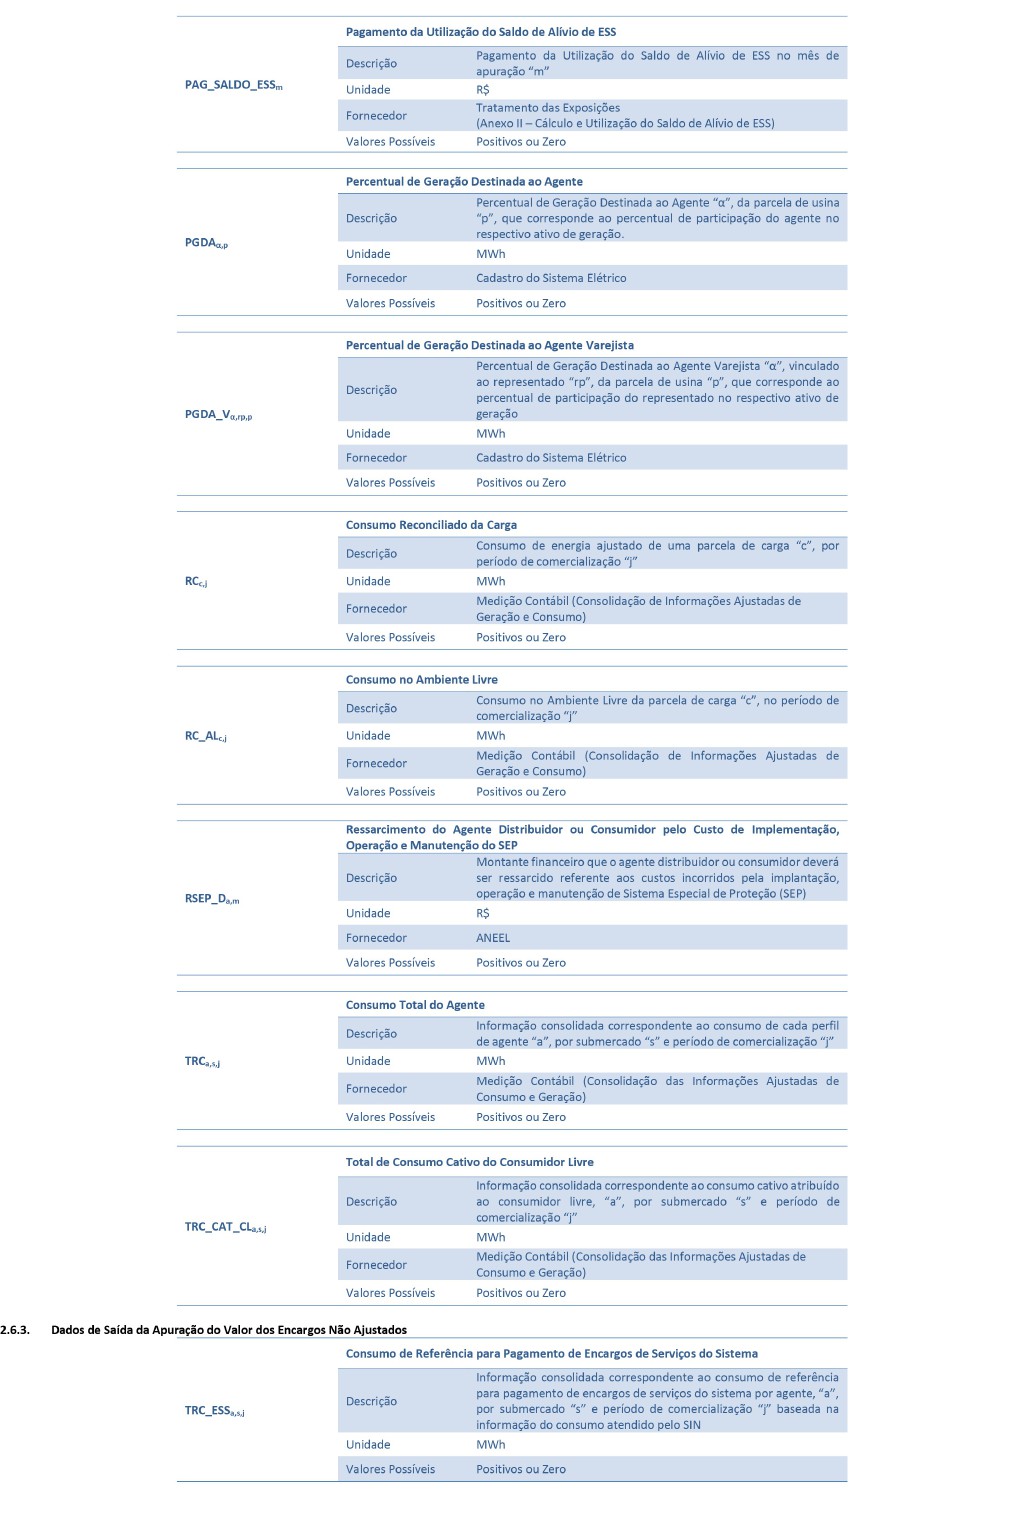 Pagamento da Utilização do Saldo de Alívio de ESS
PAG_SALDO_ESSm
Descrição
Pagamento da Utilização do Saldo de Alívio de ESS no mês de
apuração “m”
Unidade
R$
Fornecedor
Tratamento das Exposições
(Anexo II – Cálculo e Utilização do Saldo de Alívio de ESS)
Valores Possíveis
Positivos ou Zero
Percentual de Geração Destinada ao Agente
PGDAα,p
Descrição
Percentual de Geração Destinada ao Agente “α”, da parcela de usina
“p”, que corresponde ao percentual de participação do agente no
respectivo ativo de geração.
Unidade
MWh
Fornecedor
Cadastro do Sistema Elétrico
Valores Possíveis
Positivos ou Zero
Percentual de Geração Destinada ao Agente Varejista
PGDA_Vα,rp,p
Descrição
Percentual de Geração Destinada ao Agente Varejista “α”, vinculado
ao representado “rp”, da parcela de usina “p”, que corresponde ao
percentual de participação do representado no respectivo ativo de
geração
Unidade
MWh
Fornecedor
Cadastro do Sistema Elétrico
Valores Possíveis
Positivos ou Zero
Consumo Reconciliado da Carga
RCc,j
Descrição
Consumo de energia ajustado de uma parcela de carga “c”, por
período de comercialização “j”
Unidade
MWh
Fornecedor
Medição Contábil (Consolidação de Informações Ajustadas de
Geração e Consumo)
Valores Possíveis
Positivos ou Zero
Consumo no Ambiente Livre
RC_ALc,j
Descrição
Consumo no Ambiente Livre da parcela de carga “c”, no período de
comercialização “j”
Unidade
MWh
Fornecedor
Medição Contábil (Consolidação de Informações Ajustadas de
Geração e Consumo)
Valores Possíveis
Positivos ou Zero
Ressarcimento do Agente Distribuidor ou Consumidor pelo Custo de Implementação,
Operação e Manutenção do SEP
RSEP_Da,m
Descrição
Montante financeiro que o agente distribuidor ou consumidor deverá
ser ressarcido referente aos custos incorridos pela implantação,
operação e manutenção de Sistema Especial de Proteção (SEP)
Unidade
R$
Fornecedor
ANEEL
Valores Possíveis
Positivos ou Zero
Consumo Total do Agente
TRCa,s,j
Descrição
Informação consolidada correspondente ao consumo de cada perfil
de agente “a”, por submercado “s” e período de comercialização “j”
Unidade
MWh
Fornecedor
Medição Contábil (Consolidação das Informações Ajustadas de
Consumo e Geração)
Valores Possíveis
Positivos ou Zero
Total de Consumo Cativo do Consumidor Livre
TRC_CAT_CLa,s,j
Descrição
Informação consolidada correspondente ao consumo cativo atribuído
ao consumidor livre, “a”, por submercado “s” e período de
comercialização “j”
Unidade
MWh
Fornecedor
Medição Contábil (Consolidação das Informações Ajustadas de
Consumo e Geração)
Valores Possíveis
Positivos ou Zero
2.6.3. Dados de Saída da Apuração do Valor dos Encargos Não Ajustados
Consumo de Referência para Pagamento de Encargos de Serviços do Sistema
TRC_ESSa,s,j
Descrição
Informação consolidada correspondente ao consumo de referência
para pagamento de encargos de serviços do sistema por agente, “a”,
por submercado “s” e período de comercialização “j” baseada na
informação do consumo atendido pelo SIN
Unidade
MWh
Valores Possíveis
Positivos ou Zero